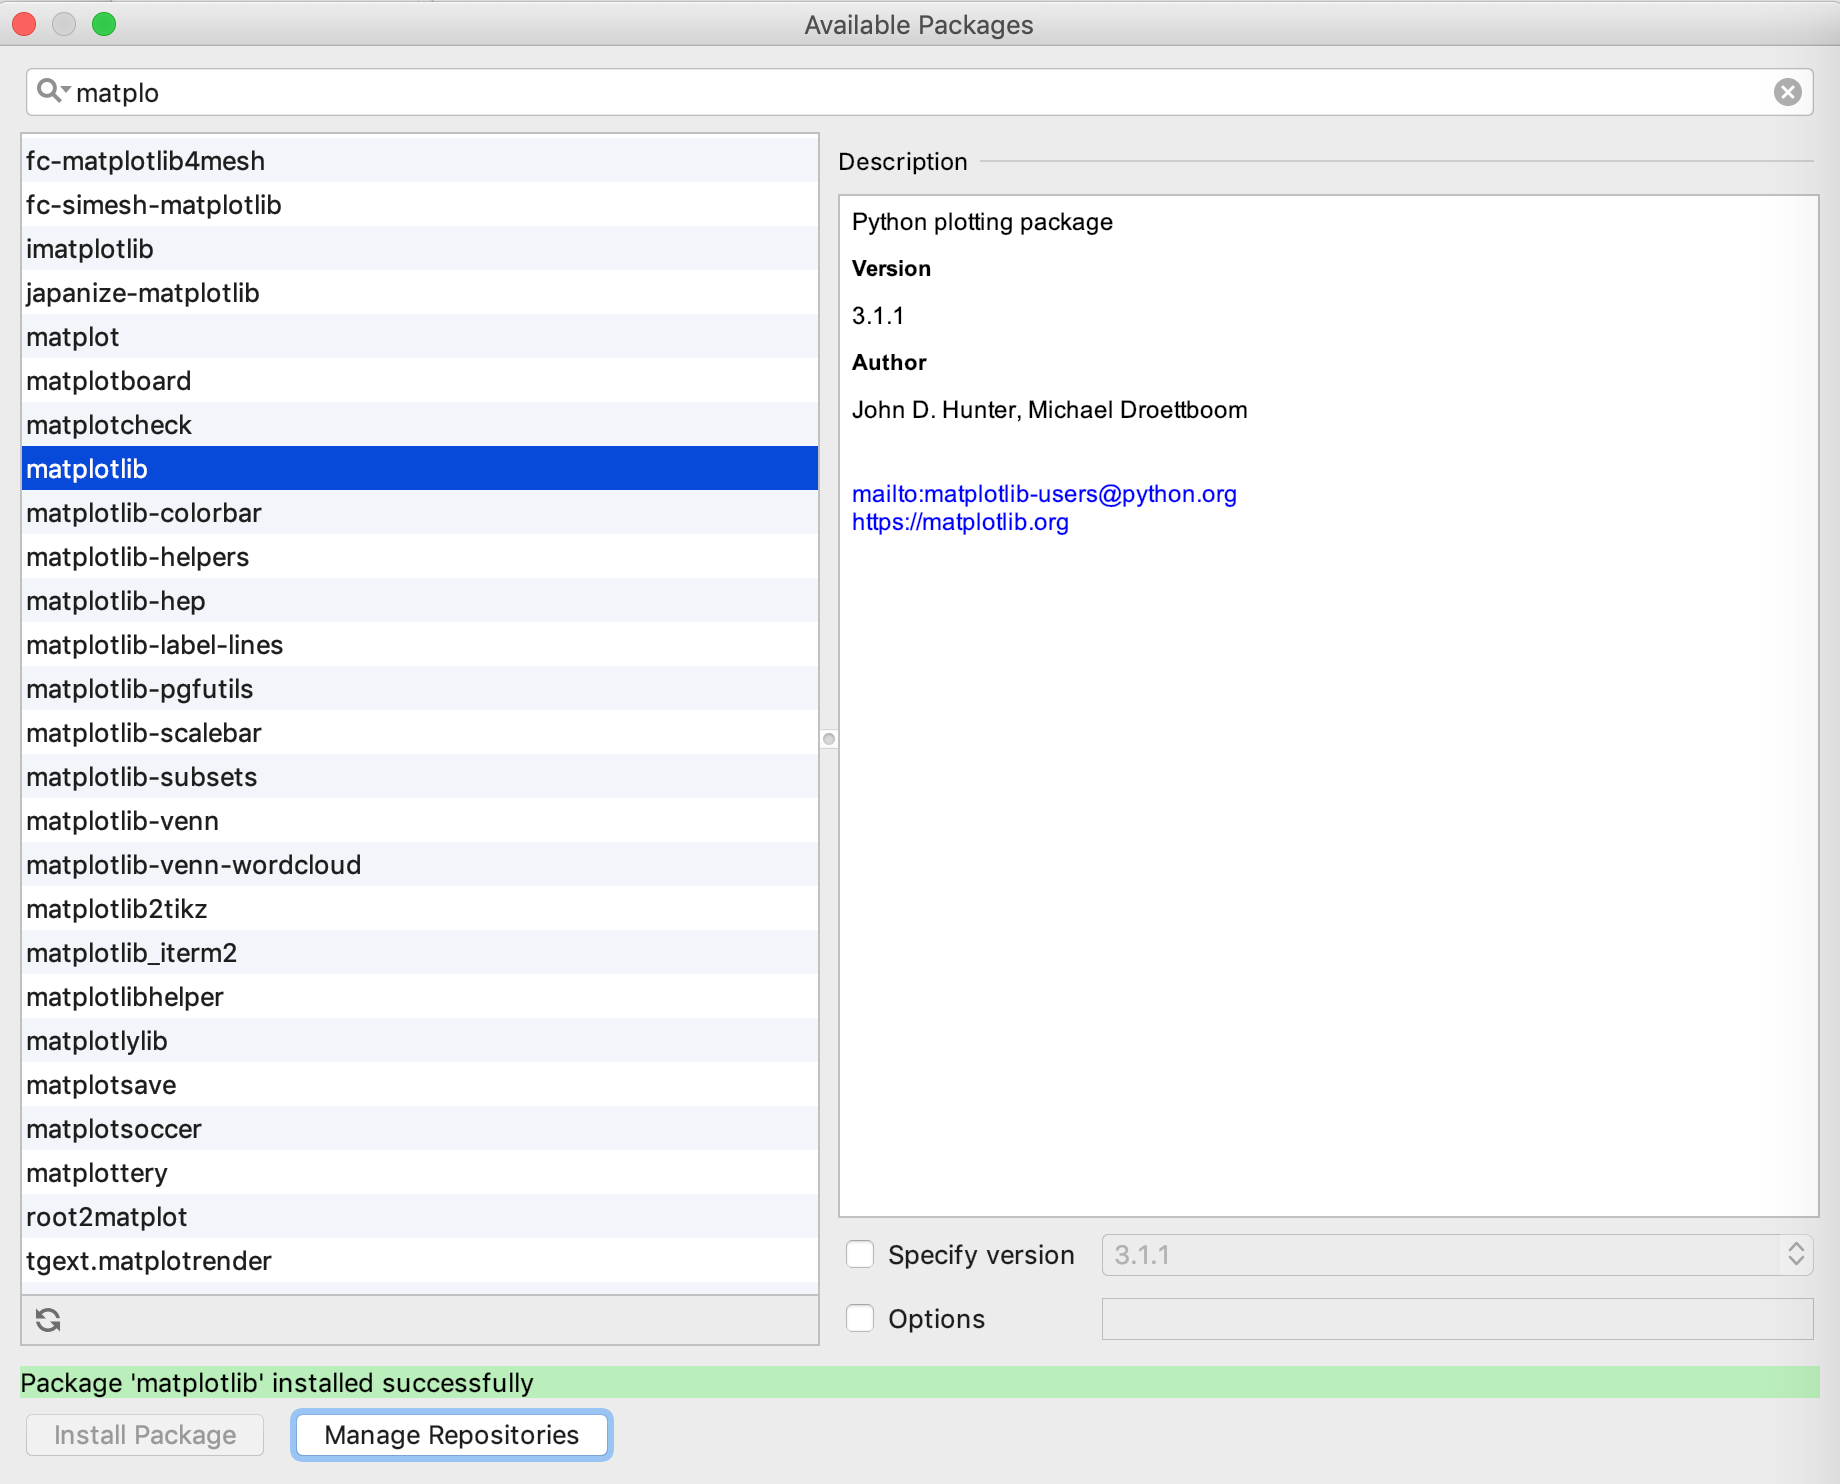 Available Packages
matplo
fc-matplotlib4mesh
fc-simesh-matplotlib
imatplotlib
japanize-matplotlib
matplot
matplotboard
matplotcheck
matplotlib
matplotlib-colorbar
matplotlib-helpers
matplotlib-hep
matplotlib-label-lines
matplotlib-pgfutils
matplotlib-scalebar
matplotlib-subsets
matplotlib-venn
matplotlib-venn-wordcloud
matplotlib2tikz
matplotlib_iterm2
matplotlibhelper
matplotlylib
matplotsave
matplotsoccer
matplottery
root2matplot
tgext.matplotrender
Description
Python plotting package
Version
3.1.1
Author
John D. Hunter, Michael Droettboom
mailto:matplotlib-users@python.org
https://matplotlib.org
Specify version 3.1.1
Options
Package 'matplotlib' installed successfully
Install Package Manage Repositories